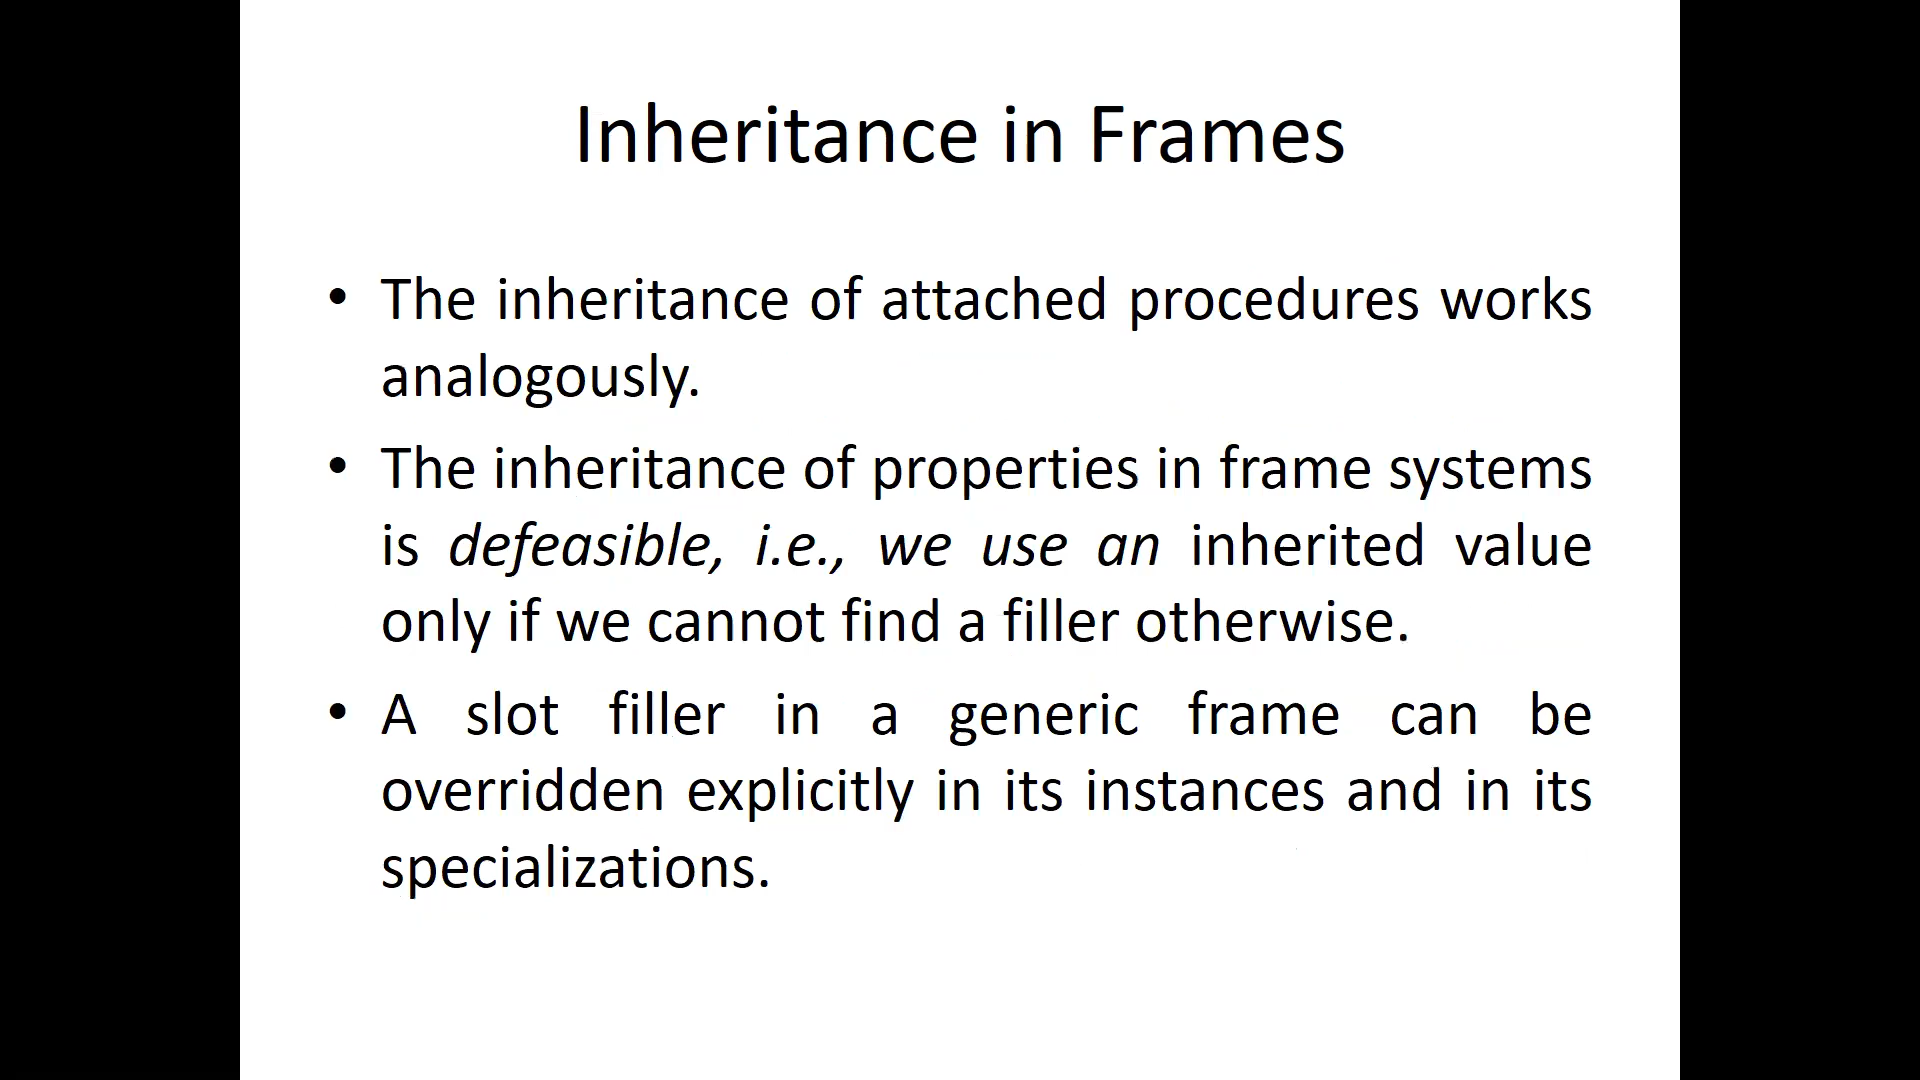 Inheritance in Frames
• The inheritance of attached procedures works
analogously.
• The inheritance of properties in frame systems
is defeasible, i.e., we use an inherited value
only if we cannot find a filler otherwise.
• A slot filler in a generic frame can be
overridden explicitly in its instances and in its
specializations.